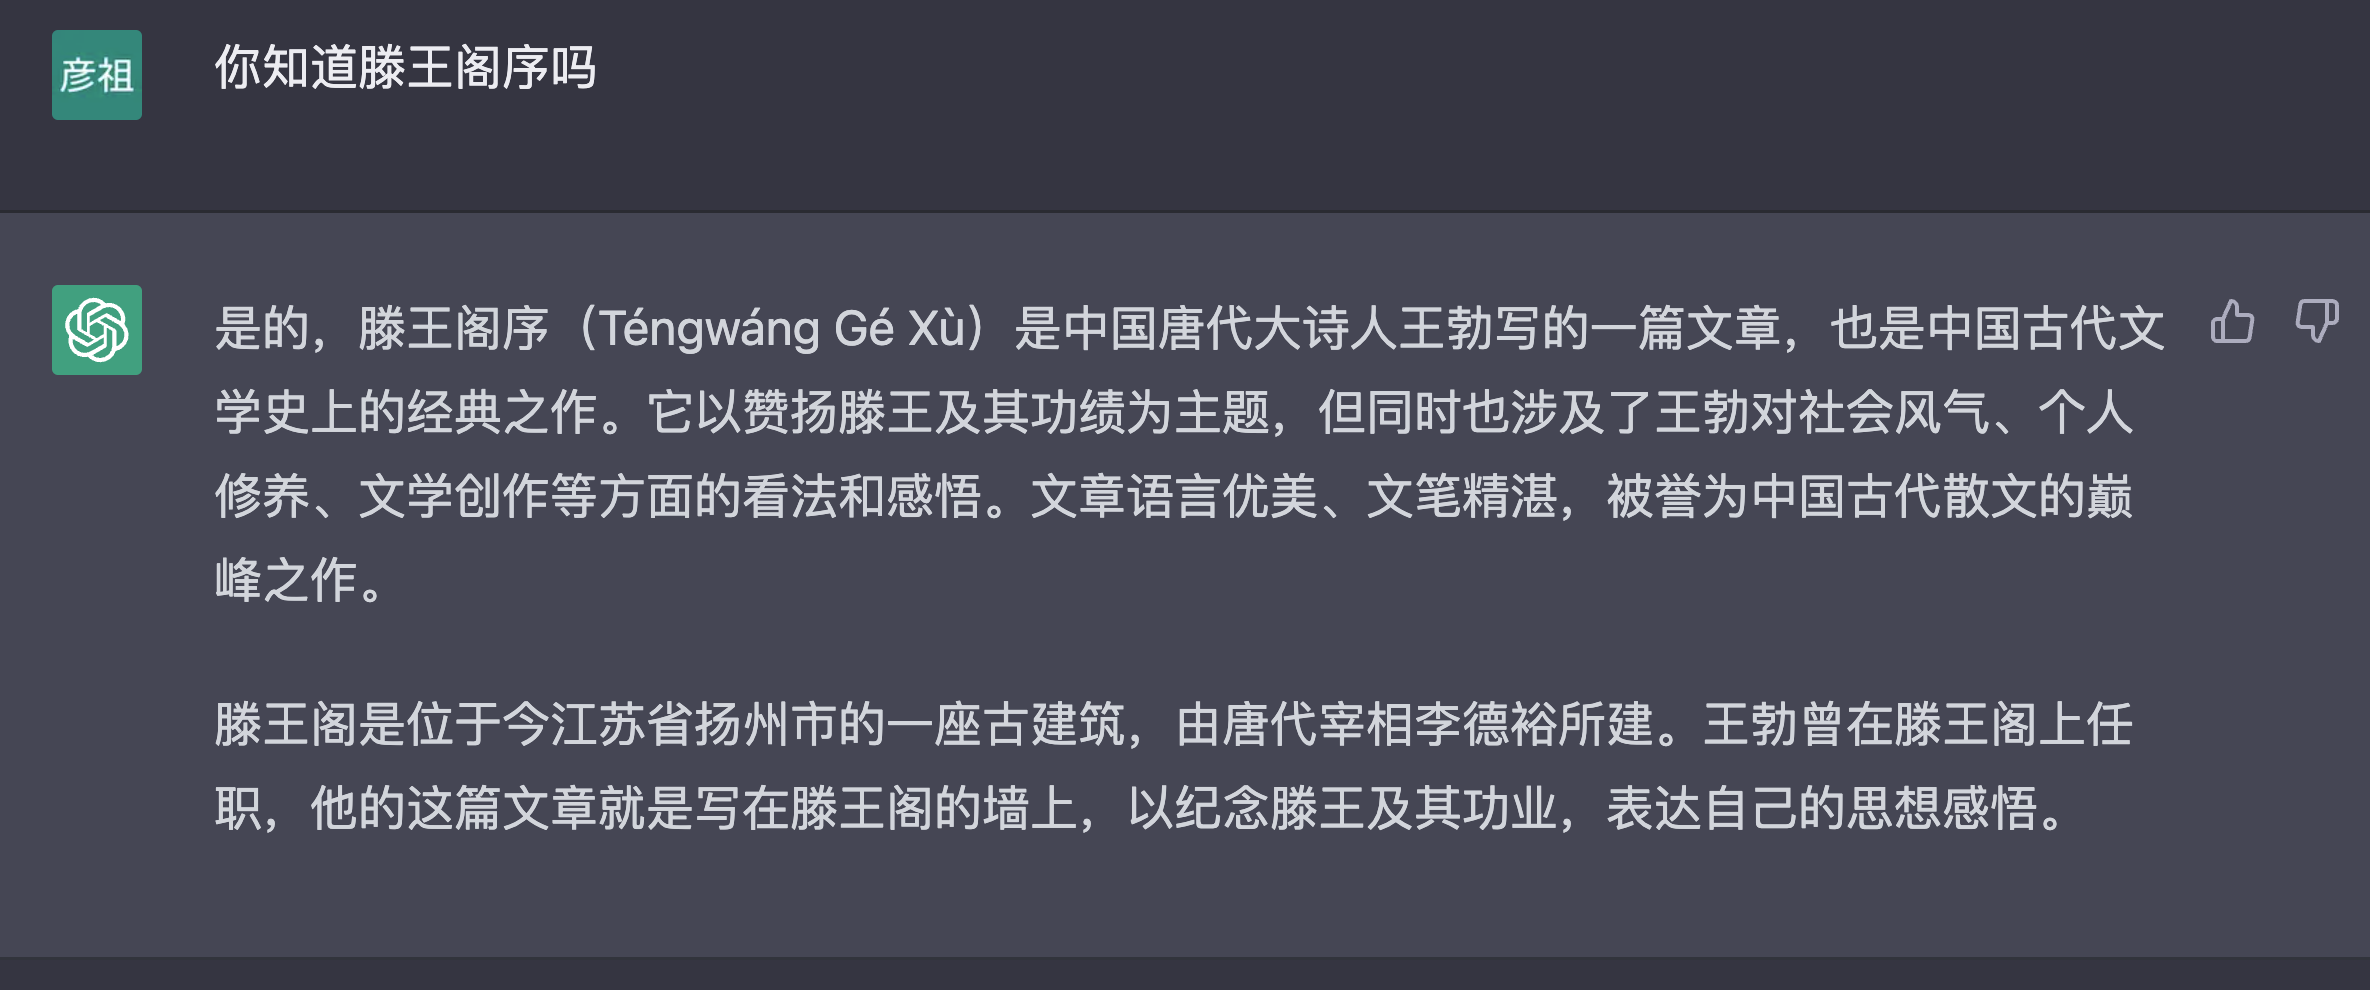 彦祖
你知道滕王阁序吗
是的，滕王阁序（Téngwáng Gé Xù）是中国唐代大诗人王勃写的一篇文章，也是中国古代文
学史上的经典之作。它以赞扬滕王及其功绩为主题，但同时也涉及了王勃对社会风气、个人
修养、文学创作等方面的看法和感悟。文章语言优美、文笔精湛，被誉为中国古代散文的巅
峰之作。
滕王阁是位于今江苏省扬州市的一座古建筑，由唐代宰相李德裕所建。王勃曾在滕王阁上任
职，他的这篇文章就是写在滕王阁的墙上，以纪念滕王及其功业，表达自己的思想感悟。